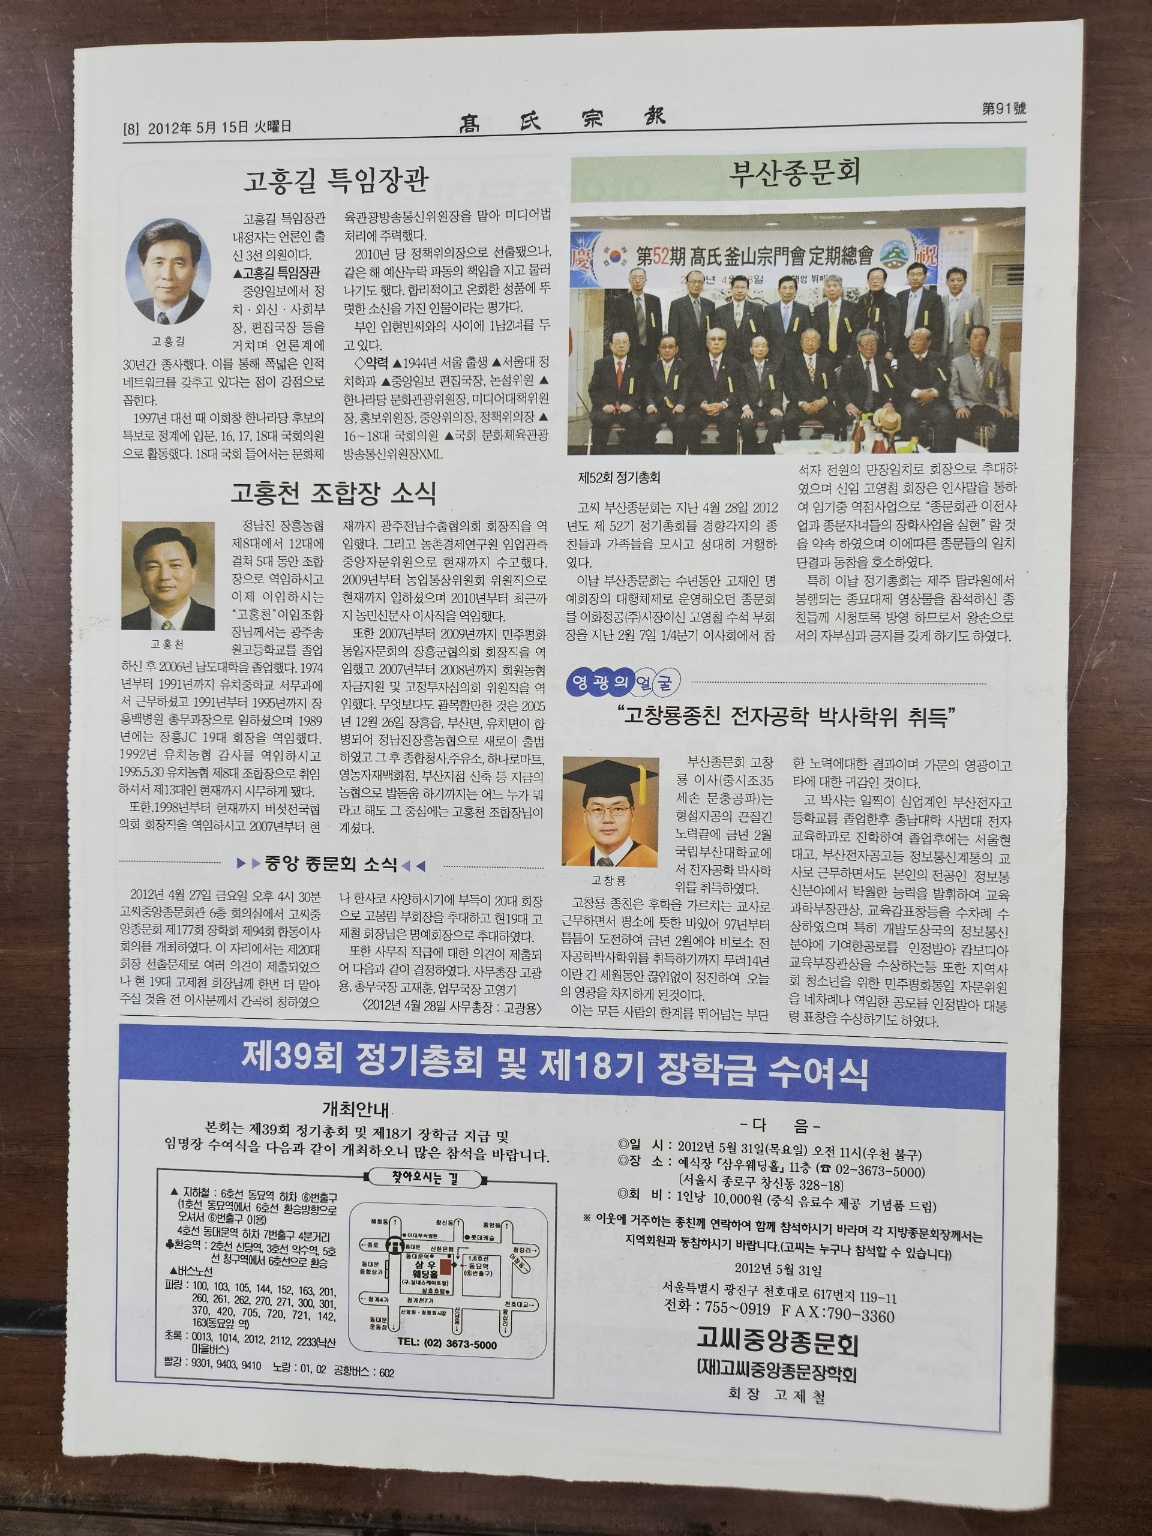 [8] 2012年 5月 15日 火曜日
高氏宗報
第91號
고흥길 특임장관
고흥길
고흥길 특임장관
내정자는 언론인 출
신 3선 의원이다.
▲고흥길 특임장관
중앙일보에서 정
치·외신·사회부
장, 편집국장 등을
거치며 언론계에
30년간 종사했다. 이를 통해 폭넓은 인적
네트워크를 갖추고 있다는 점이 강점으로
꼽힌다.
1997년 대선 때 이회창 한나라당 후보의
특보로 정계에 입문, 16, 17, 18대 국회의원
으로 활동했다. 18대 국회 들어서는 문화체
육관광방송통신위원장을 맡아 미디어법
처리에 주력했다.
2010년 당 정책위의장으로 선출됐으나,
같은 해 예산누락 파동의 책임을 지고 물러
나기도 했다. 합리적이고 온화한 성품에 뚜
렷한 소신을 가진 인물이라는 평가다.
부인 임현빈씨와의 사이에 1남2녀를 두
고 있다.
◇약력 ▲1944년 서울 출생 ▲서울대 정
치학과 ▲중앙일보 편집국장, 논설위원 ▲
한나라당 문화관광위원장, 미디어대책위원
장, 홍보위원장, 중앙위의장, 정책위의장 ▲
16～18대 국회의원 ▲국회 문화체육관광
방송통신위원장XML
고홍천 조합장 소식
고홍천
정남진 장흥농협
제8대에서 12대에
걸쳐 5대 동안 조합
장으로 역임하시고
이제 이임하시는
"고홍천"이임조합
장님께서는 광주송
원고등학교를 졸업
하신 후 2006년 남도대학을 졸업했다. 1974
년부터 1991년까지 유치중학교 서무과에
서 근무하셨고 1991년부터 1995년까지 장
흥백병원 총무과장으로 일하셨으며 1989
년에는 장흥JC 19대 회장을 역임했다.
1992년 유치농협 감사를 역임하시고
1995.5.30 유치농협 제8대 조합장으로 취임
하셔서 제13대인 현재까지 시무하게 됐다.
또한,1998년부터 현재까지 버섯전국협
의회 회장직을 역임하시고 2007년부터 현
재까지 광주전남수출협의회 회장직을 역
임했다. 그리고 농촌경제연구원 임업관측
중앙자문위원으로 현재까지 수고했다.
2009년부터 농업통상위원회 위원직으로
현재까지 일하셨으며 2010년부터 최근까
지 농민신문사 이사직을 역임했다.
또한 2007년부터 2009년까지 민주평화
통일자문회의 장흥군협의회 회장직을 역
임했고 2007년부터 2008년까지 회원농협
자금지원 및 고정투자심의회 위원직을 역
임했다. 무엇보다도 괄목할만한 것은 2005
년 12월 26일 장흥읍, 부산면, 유치면이 합
병되어 정남진장흥농협으로 새로이 출범
하였고 그 후 종합청사,주유소, 하나로마트,
영농자재백화점, 부산지점 신축 등 지금의
농협으로 발돋움 하기까지는 어느 누가 뭐
라고 해도 그 중심에는 고홍천 조합장님이
계셨다.
▶▶중앙 종문회 소식◀◀
2012년 4월 27일 금요일 오후 4시 30분
고씨중앙종문회관 6층 회의실에서 고씨중
앙종문회 제177회 장학회 제94회 합동이사
회의를 개최하였다. 이 자리에서는 제20대
회장 선출문제로 여러 의견이 제출되었으
나 현 19대 고제철 회장님께 한번 더 맡아
주십 것을 전 이사분께서 간곡히 청하였으
나 한사코 사양하시기에 부득이 20대 회장
으로 고봉림 부회장을 추대하고 현19대 고
제철 회장님은 명예회장으로 추대하였다.
또한 사무직 직급에 대한 의견이 제출되
어 다음과 같이 결정하였다. 사무총장 고광
용, 총무국장 고재훈, 업무국장 고영기
〈2012년 4월 28일 사무총장 : 고광용〉
부산종문회
慶 第52期 髙氏 釜山宗門會 定期總會 祝
제52회 정기총회
고씨 부산종문회는 지난 4월 28일 2012
년도 제 52기 정기총회를 경향각지의 종
친들과 가족들을 모시고 성대히 거행하
였다.
이날 부산종문회는 수년동안 고재인 명
예회장의 대행체제로 운영해오던 종문회
를 이화정공(주)사장이신 고영철 수석 부회
장을 지난 2월 7일 1/4분기 이사회에서 참
석자 전원의 만장일치로 회장으로 추대하
였으며 신임 고영철 회장은 인사말을 통하
여 임기중 역점사업으로 "종문회관 이전사
업과 종문자녀들의 장학사업을 실현" 할 것
을 약속 하였으며 이에따른 종문들의 일치
단결과 동참을 호소하였다.
특히 이날 정기총회는 제주 탐라원에서
봉행되는 종묘대제 영상물을 참석하신 종
친들께 시청토록 방영 하므로서 왕손으로
서의 자부심과 긍지를 갖게 하기도 하였다.
영광의 얼굴
"고창룡종친 전자공학 박사학위 취득"
고창룡
부산종문회 고창
룡 이사(중시조35
세손 문충공파)는
형설지공의 끈질긴
노력끝에 금년 2월
국립부산대학교에
서 전자공학 박사학
위를 취득하였다.
고창룡 종친은 후학을 가르치는 교사로
근무하면서 평소에 뜻한 바있어 97년부터
틈틈이 도전하여 금년 2월에야 비로소 전
자공학박사학위를 취득하기까지 무려14년
이란 긴 세월동안 끊임없이 정진하여 오늘
의 영광을 차지하게 된것이다.
이는 모든 사람의 한계를 뛰어넘는 부단
한 노력에대한 결과이며 가문의 영광이고
타에 대한 귀감인 것이다.
고 박사는 일찍이 실업계인 부산전자고
등학교를 졸업한후 충남대학 사범대 전자
교육학과로 진학하여 졸업후에는 서울현
대고, 부산전자공고등 정보통신계통의 교
사로 근무하면서도 본인의 전공인 정보통
신분야에서 탁월한 능력을 발휘하여 교육
과학부장관상, 교육감표창등을 수차례 수
상하였으며 특히 개발도상국의 정보통신
분야에 기여한공로를 인정받아 캄보디아
교육부장관상을 수상하는등 또한 지역사
회 청소년을 위한 민주평화통일 자문위원
을 네차례나 역임한 공로를 인정받아 대통
령 표창을 수상하기도 하였다.
제39회 정기총회 및 제18기 장학금 수여식
개최안내
본회는 제39회 정기총회 및 제18기 장학금 지급 및
임명장 수여식을 다음과 같이 개최하오니 많은 참석을 바랍니다.
찾아오시는 길
▲ 지하철 : 6호선 동묘역 하차 ⑥번출구
(1호선 동묘역에서 6호선 환승방향으로
오셔서 ⑥번출구 이용)
4호선 동대문역 하차 7번출구 4분거리
♣환승역 : 2호선 신당역, 3호선 약수역, 5호
선 청구역에서 6호선으로 환승
▲버스노선
파랑 : 100, 103, 105, 144, 152, 163, 201,
260, 261, 262, 270, 271, 300, 301,
370, 420, 705, 720, 721, 142,
163(동묘앞 역)
초록 : 0013, 1014, 2012, 2112, 2233(낙산
마을버스)
빨강 : 9301, 9403, 9410 노랑 : 01, 02 공항버스 : 602
혜화동
창신동
숭인동
이대부속병원
롯데캐슬
청량리
종로
동대문
신한은행
동대문역
1,6호선
동묘역
(⑥번출구)
삼우
웨딩홀
(구.실내스케이트장)
동대문
종합상가
삼호호텔
청계4가
청계천7가
천호대교
동대문
운동장
TEL: (02) 3673-5000
- 다 음 -
◎일 시 : 2012년 5월 31일(목요일) 오전 11시(우천 불구)
◎장 소 : 예식장 「삼우웨딩홀」 11층 (☎ 02-3673-5000)
〔서울시 종로구 창신동 328-18〕
◎회 비 : 1인당 10,000원 (중식 음료수 제공 기념품 드림)
※ 이웃에 거주하는 종친께 연락하여 함께 참석하시기 바라며 각 지방종문회장께서는
지역회원과 동참하시기 바랍니다.(고씨는 누구나 참석할 수 있습니다)
2012년 5월 31일
서울특별시 광진구 천호대로 617번지 119-11
전화 : 755~0919 FAX:790-3360
고씨중앙종문회
(재)고씨중앙종문장학회
회장 고제철